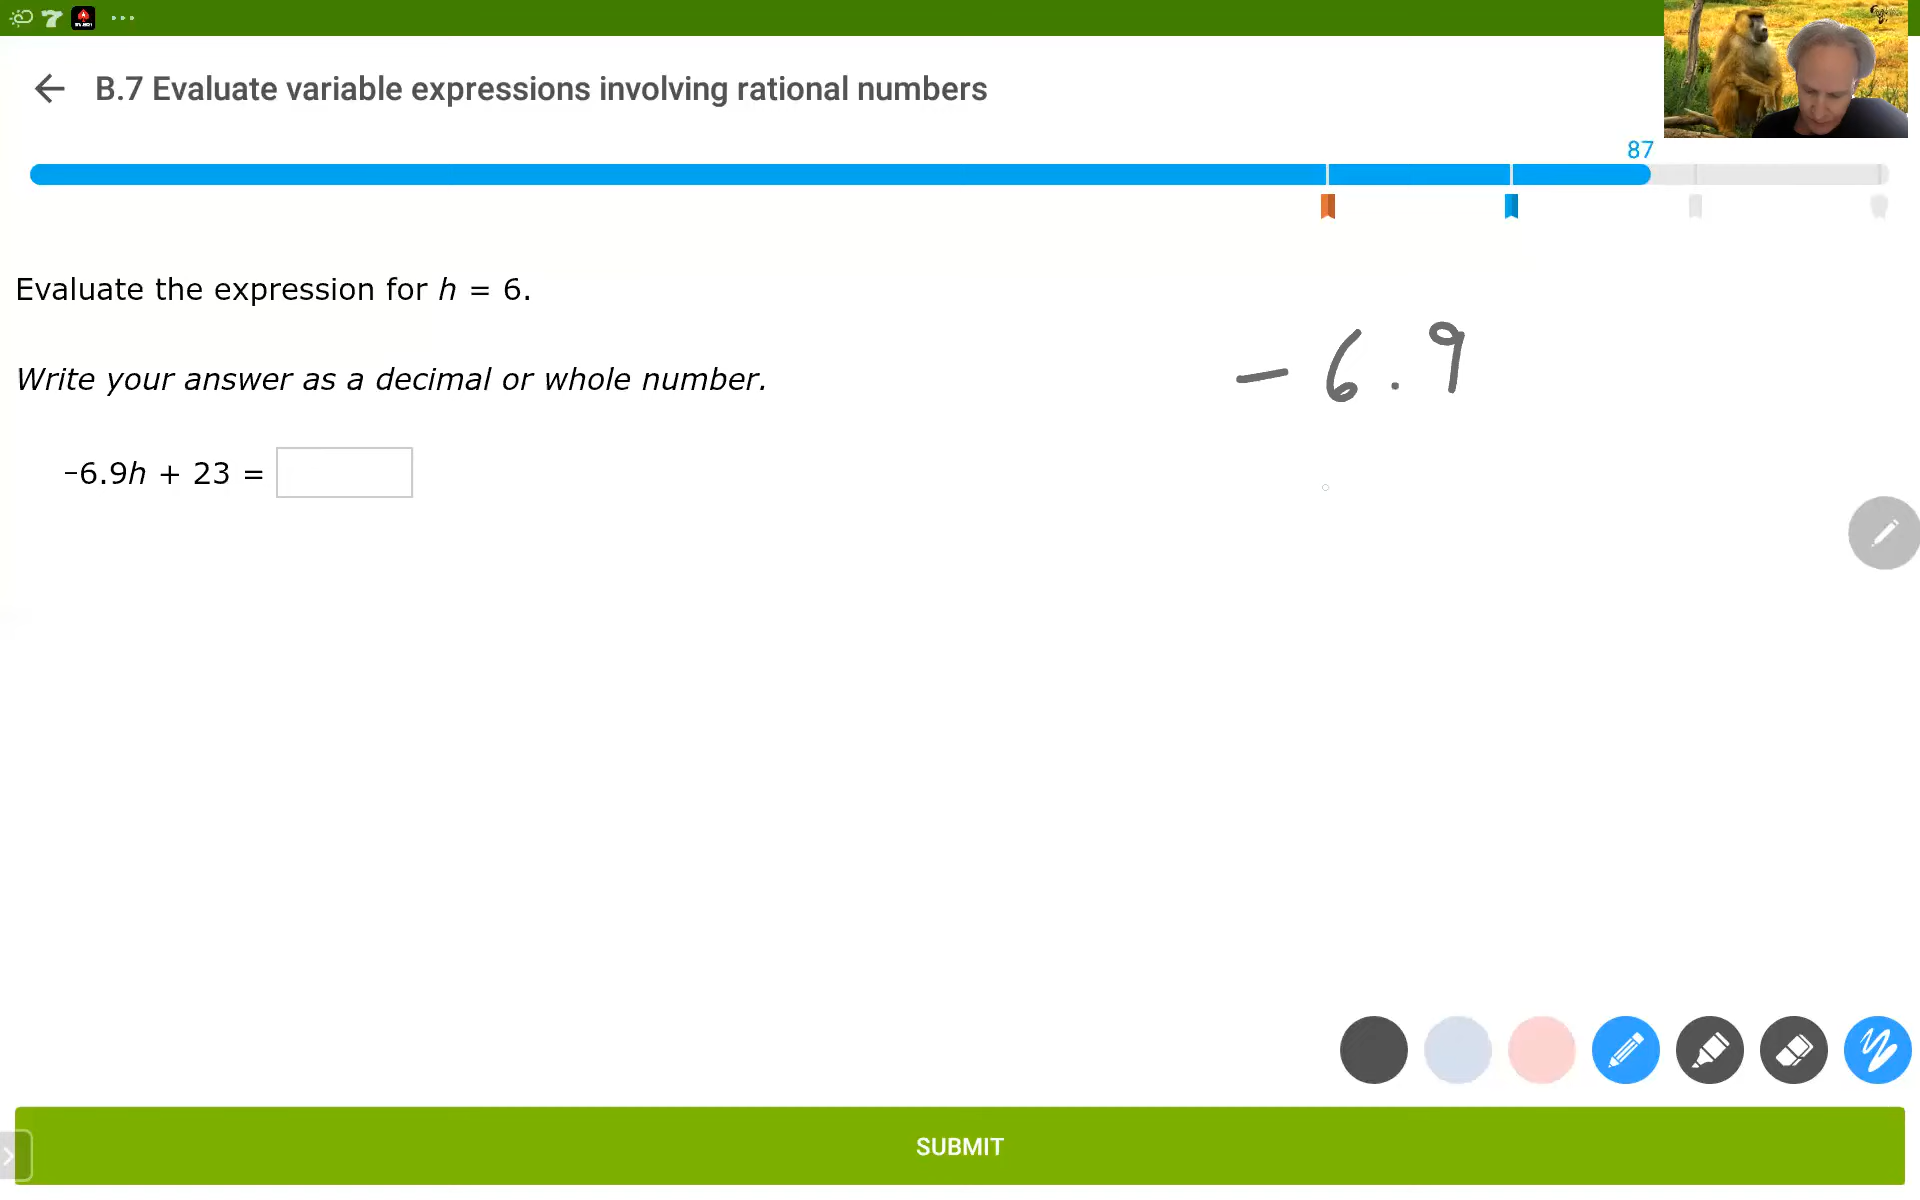 B.7 Evaluate variable expressions involving rational numbers
87
Evaluate the expression for h = 6.
Write your answer as a decimal or whole number.
-6.9h + 23 =
- 6.9
SUBMIT